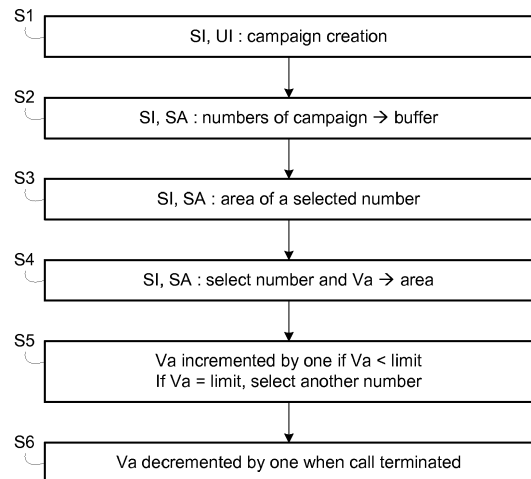 S1
SI, UI : campaign creation
S2
SI, SA : numbers of campaign → buffer
S3
SI, SA : area of a selected number
S4
SI, SA : select number and Va → area
S5
Va incremented by one if Va < limit
If Va = limit, select another number
S6
Va decremented by one when call terminated